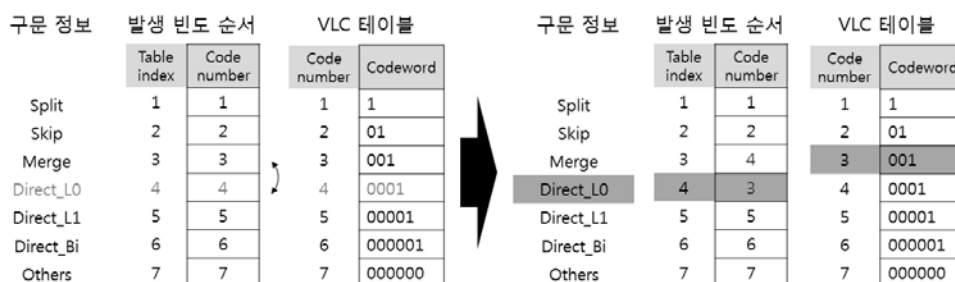 구문 정보 발생 빈도 순서 VLC 테이블 구문 정보 발생 빈도 순서 VLC 테이블
Table index Code number Code number Codeword Table index Code number Code number Codeword
Split 1 1 1 1 Split 1 1 1 1
Skip 2 2 2 01 Skip 2 2 2 01
Merge 3 3 3 001 Merge 3 4 3 001
Direct_L0 4 4 4 0001 Direct_L0 4 3 4 0001
Direct_L1 5 5 5 00001 Direct_L1 5 5 5 00001
Direct_Bi 6 6 6 000001 Direct_Bi 6 6 6 000001
Others 7 7 7 000000 Others 7 7 7 000000